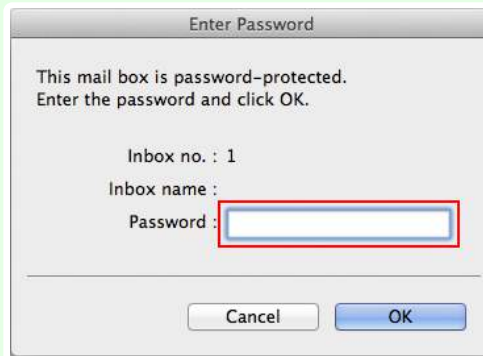 Enter Password
This mail box is password-protected.
Enter the password and click OK.
Inbox no. : 1
Inbox name :
Password :
Cancel
OK